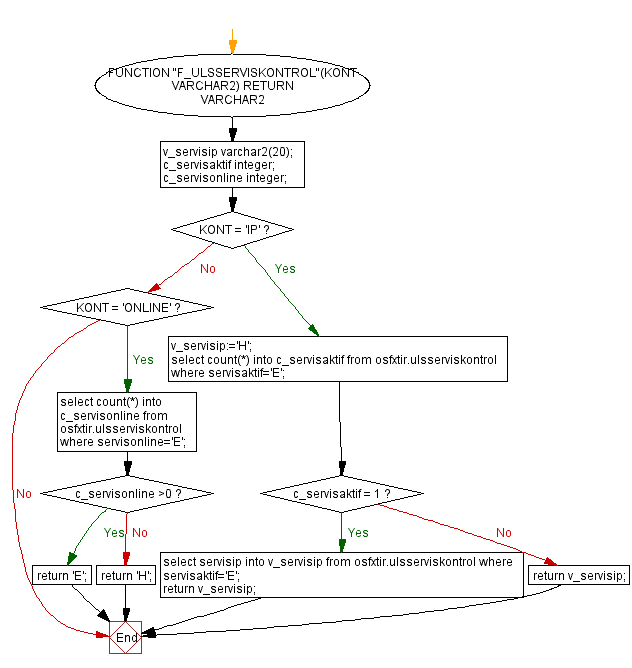 FUNCTION "F_ULSSERVISKONTROL"(KONT
VARCHAR2) RETURN
VARCHAR2
v_servisip varchar2(20);
c_servisaktif integer;
c_servisonline integer;
KONT = 'IP' ?
No
Yes
KONT = 'ONLINE' ?
Yes
v_servisip:='H';
select count(*) into c_servisaktif from osfxtir.ulsserviskontrol
where servisaktif='E';
select count(*) into
c_servisonline from
osfxtir.ulsserviskontrol
where servisonline='E';
c_servisonline >0 ?
c_servisaktif = 1 ?
No
Yes
No
Yes
No
select servisip into v_servisip from osfxtir.ulsserviskontrol where
servisaktif='E';
return v_servisip;
return 'E';
return 'H';
return v_servisip;
End